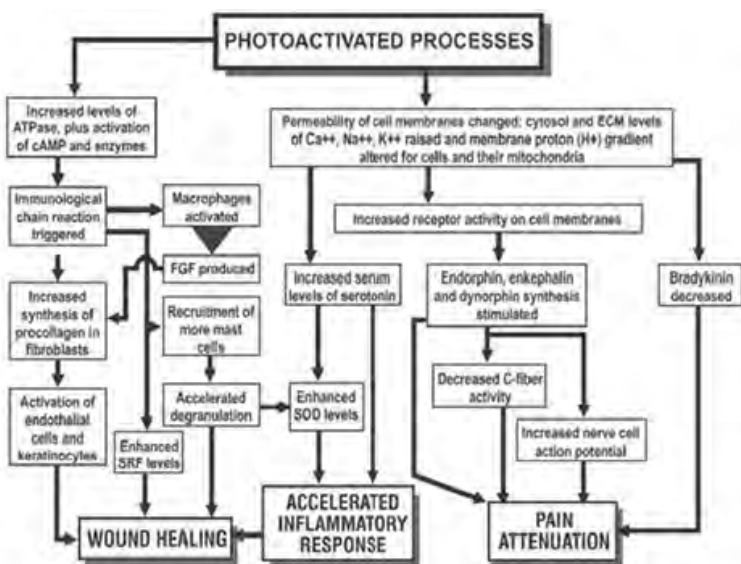 PHOTOACTIVATED PROCESSES
Increased levels of
ATPase, plus activation
of cAMP and enzymes
Permeability of cell membranes changed; cytosol and ECM levels
of Ca++, Na++, K++ raised and membrane proton (H+) gradient
altered for cells and their mitochondria
Immunological
chain reaction
triggered
Macrophages
activated
Increased receptor activity on cell membranes
FGF produced
Increased serum
levels of serotonin
Endorphin, enkephalin
and dynorphin synthesis
stimulated
Bradykinin
decreased
Increased
synthesis of
procollagen in
fibroblasts
Recruitment of
more mast
cells
Decreased C-fiber
activity
Activation of
endothelial
cells and
keratinocytes
Accelerated
degranulation
Enhanced
SOD levels
Enhanced
SRF levels
Increased nerve cell
action potential
WOUND HEALING
ACCELERATED
INFLAMMATORY
RESPONSE
PAIN
ATTENUATION